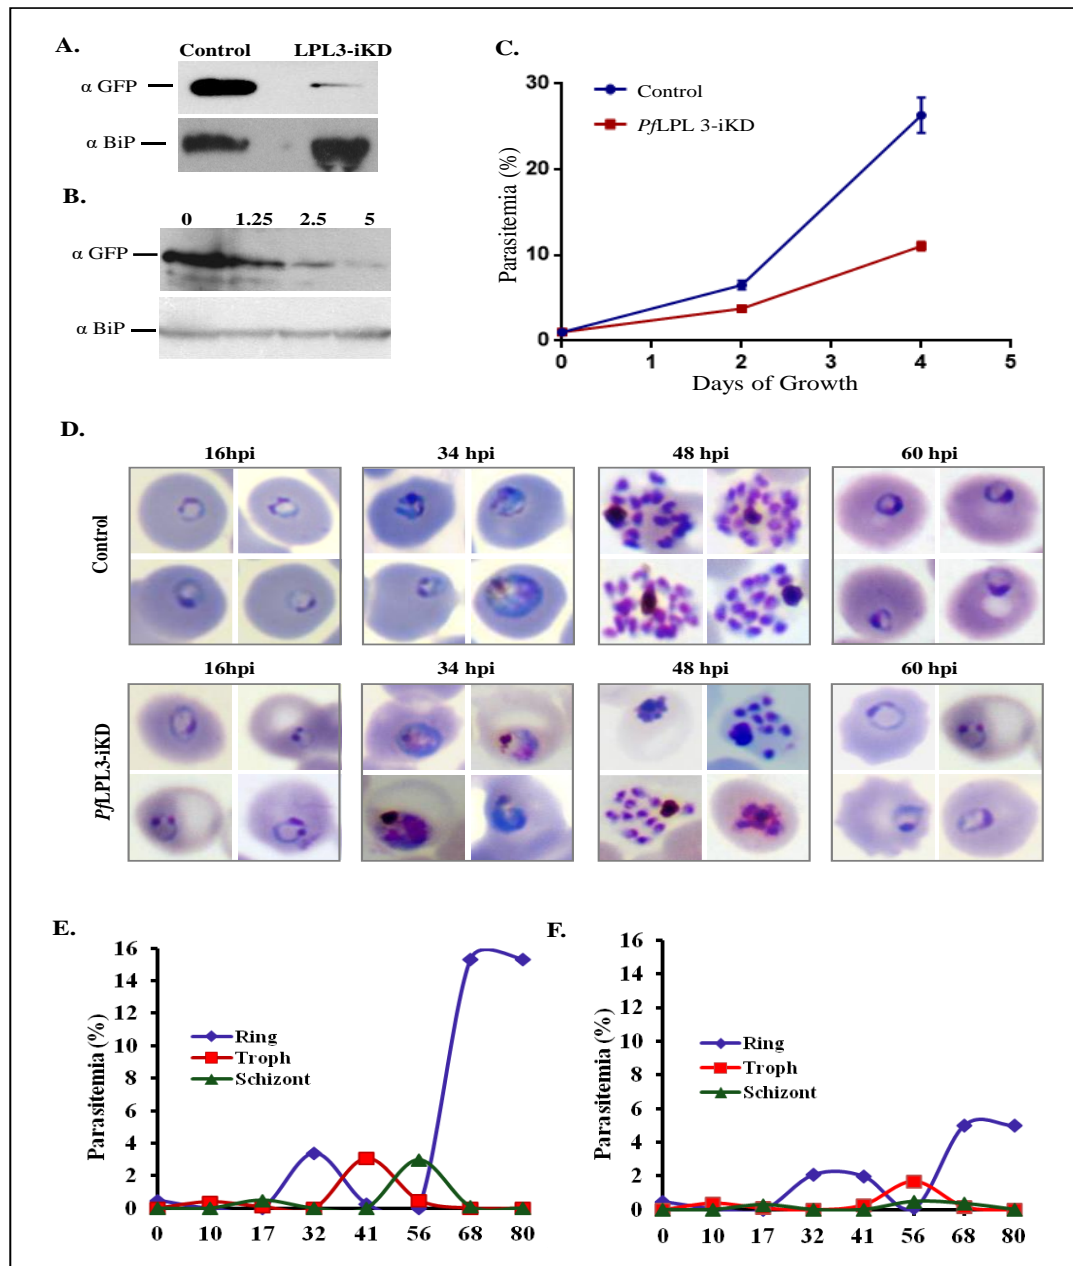 A.
Control LPL3-iKD
α GFP
α BiP
B.
0 1.25 2.5 5
α GFP
α BiP
C.
30
20
10
0
Parasitemia (%)
Control
PfLPL 3-iKD
0 1 2 3 4 5
Days of Growth
D.
16hpi 34 hpi 48 hpi 60 hpi
Control
16hpi 34 hpi 48 hpi 60 hpi
PfLPL3-iKD
E.
16
14
12
10
8
6
4
2
0
Parasitemia (%)
Ring
Troph
Schizont
0 10 17 32 41 56 68 80
F.
16
14
12
10
8
6
4
2
0
Parasitemia (%)
Ring
Troph
Schizont
0 10 17 32 41 56 68 80